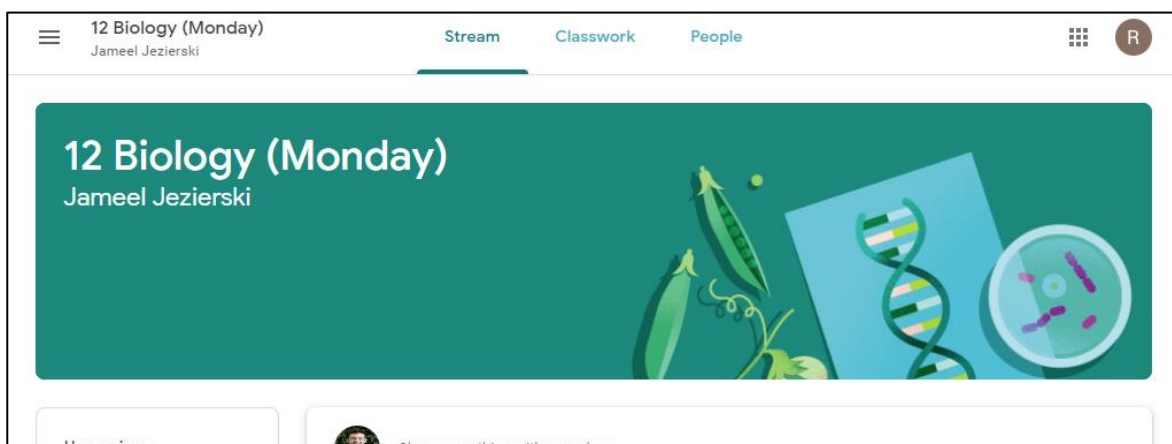 12 Biology (Monday)
Jameel Jezierski
Stream Classwork People
R
12 Biology (Monday)
Jameel Jezierski